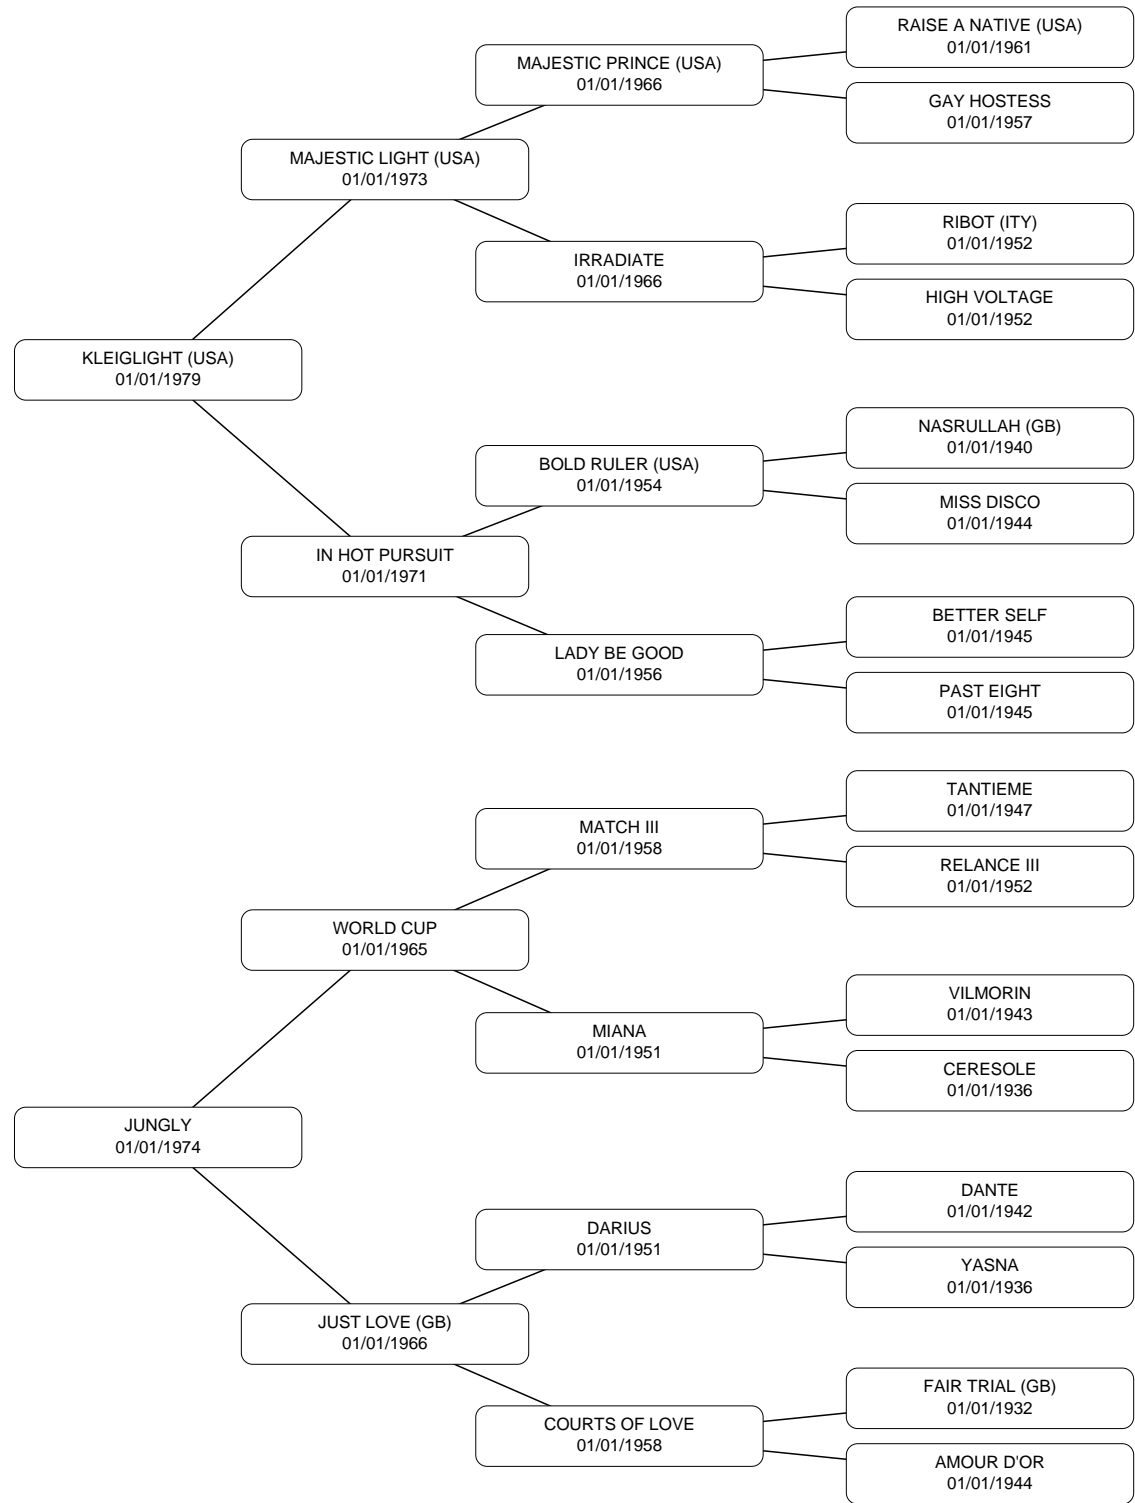 RAISE A NATIVE (USA)
01/01/1961
MAJESTIC PRINCE (USA)
01/01/1966
GAY HOSTESS
01/01/1957
MAJESTIC LIGHT (USA)
01/01/1973
RIBOT (ITY)
01/01/1952
IRRADIATE
01/01/1966
HIGH VOLTAGE
01/01/1952
KLEIGLIGHT (USA)
01/01/1979
NASRULLAH (GB)
01/01/1940
BOLD RULER (USA)
01/01/1954
MISS DISCO
01/01/1944
IN HOT PURSUIT
01/01/1971
BETTER SELF
01/01/1945
LADY BE GOOD
01/01/1956
PAST EIGHT
01/01/1945
TANTIEME
01/01/1947
MATCH III
01/01/1958
RELANCE III
01/01/1952
WORLD CUP
01/01/1965
VILMORIN
01/01/1943
MIANA
01/01/1951
CERESOLE
01/01/1936
JUNGLY
01/01/1974
DANTE
01/01/1942
DARIUS
01/01/1951
YASNA
01/01/1936
JUST LOVE (GB)
01/01/1966
FAIR TRIAL (GB)
01/01/1932
COURTS OF LOVE
01/01/1958
AMOUR D'OR
01/01/1944